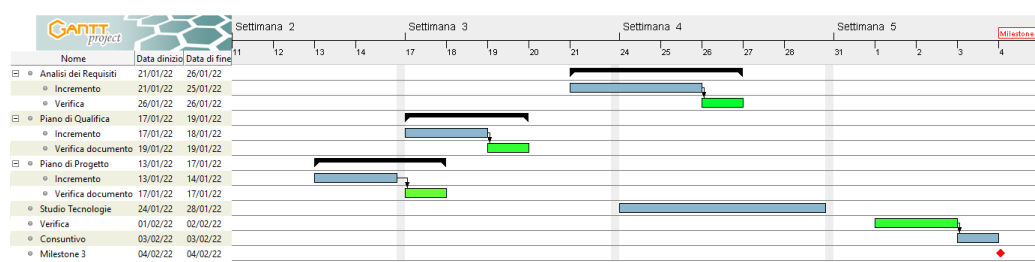 GANTT project
Settimana 2 Settimana 3 Settimana 4 Settimana 5
Milestone
11 12 13 14 17 18 19 20 21 24 25 26 27 28 31 1 2 3 4
Nome Data dinizio Data di fine
Analisi dei Requisiti 21/01/22 26/01/22
Incremento 21/01/22 25/01/22
Verifica 26/01/22 26/01/22
Piano di Qualifica 17/01/22 19/01/22
Incremento 17/01/22 18/01/22
Verifica documento 19/01/22 19/01/22
Piano di Progetto 13/01/22 17/01/22
Incremento 13/01/22 14/01/22
Verifica documento 17/01/22 17/01/22
Studio Tecnologie 24/01/22 28/01/22
Verifica 01/02/22 02/02/22
Consuntivo 03/02/22 03/02/22
Milestone 3 04/02/22 04/02/22